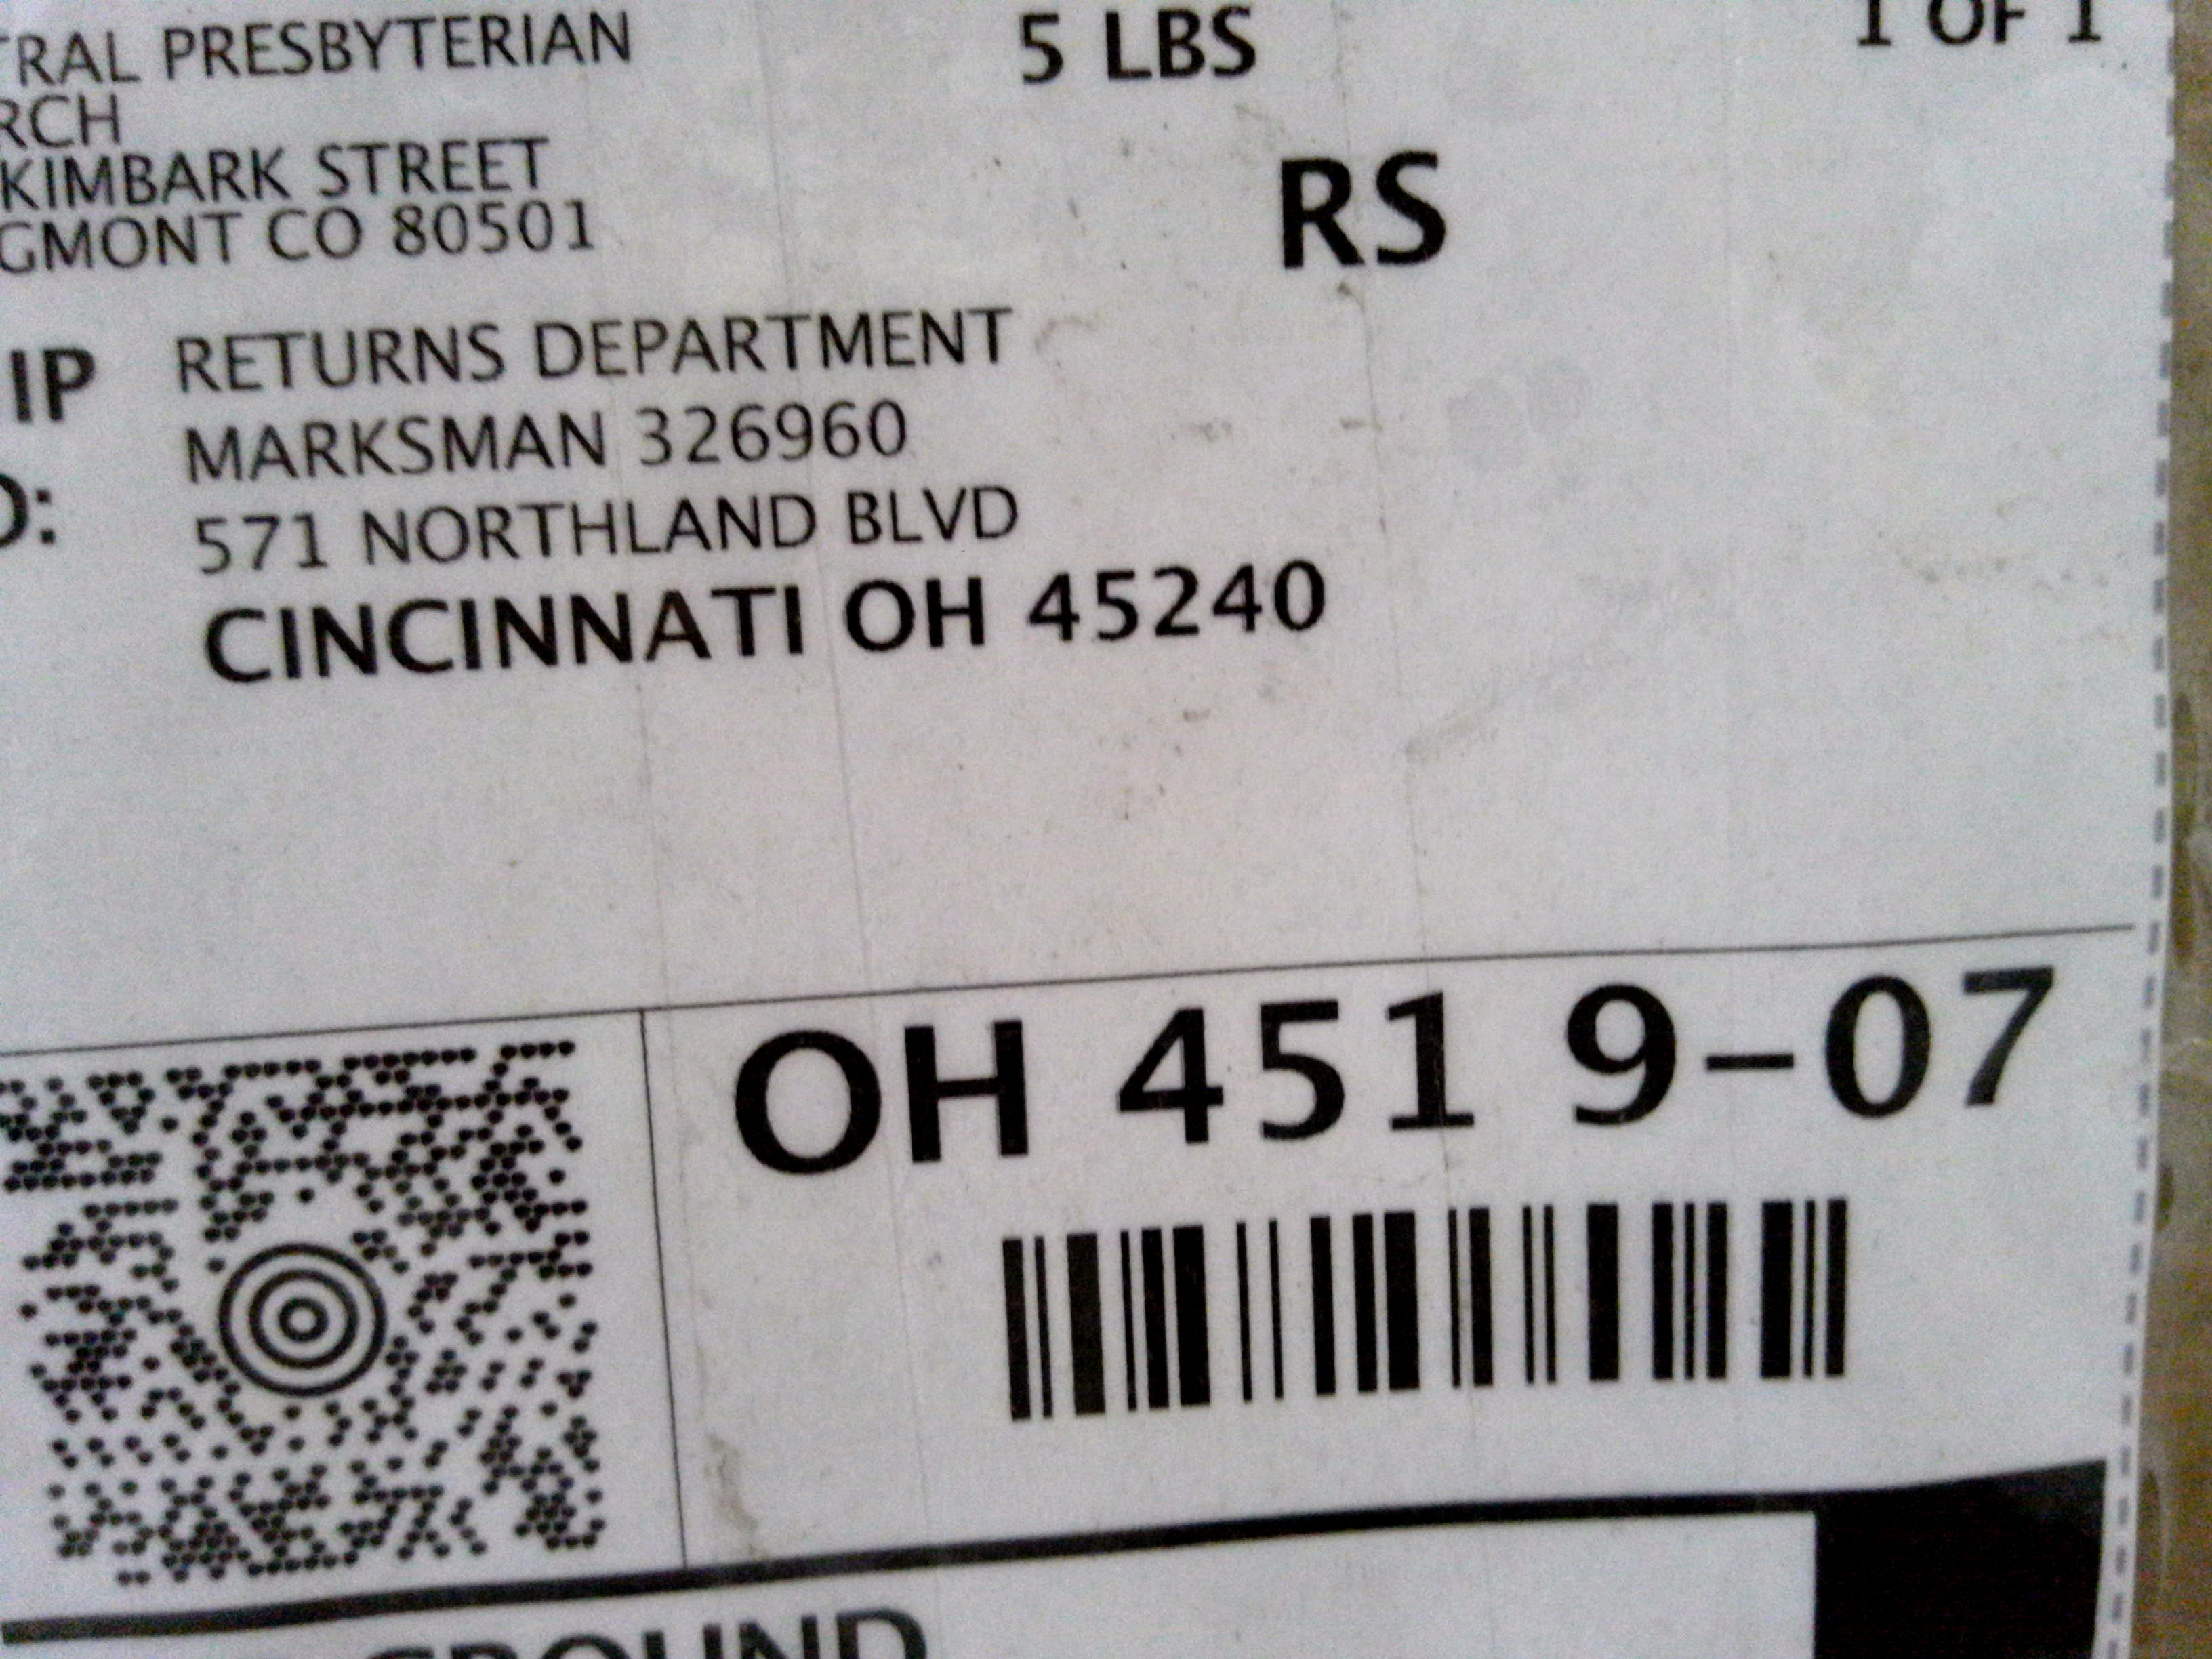 TRAL PRESBYTERIAN
RCH
KIMBARK STREET
GMONT CO 80501
5 LBS
1 OF 1
RS
IP
O:
RETURNS DEPARTMENT
MARKSMAN 326960
571 NORTHLAND BLVD
CINCINNATI OH 45240
OH 451 9-07
GROUND